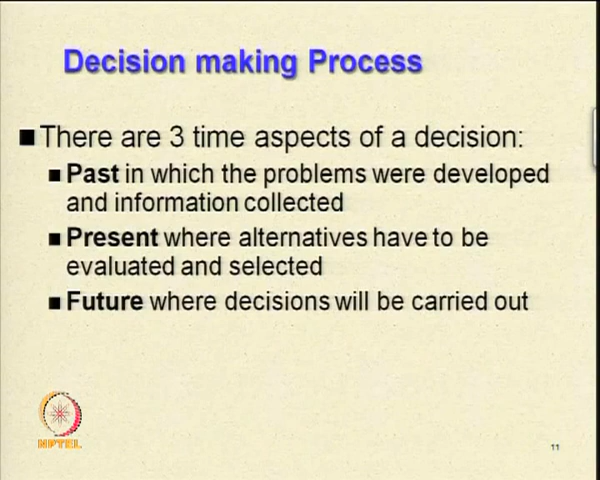 Decision making Process
■ There are 3 time aspects of a decision:
■ Past in which the problems were developed
and information collected
■ Present where alternatives have to be
evaluated and selected
■ Future where decisions will be carried out
NPTEL
11